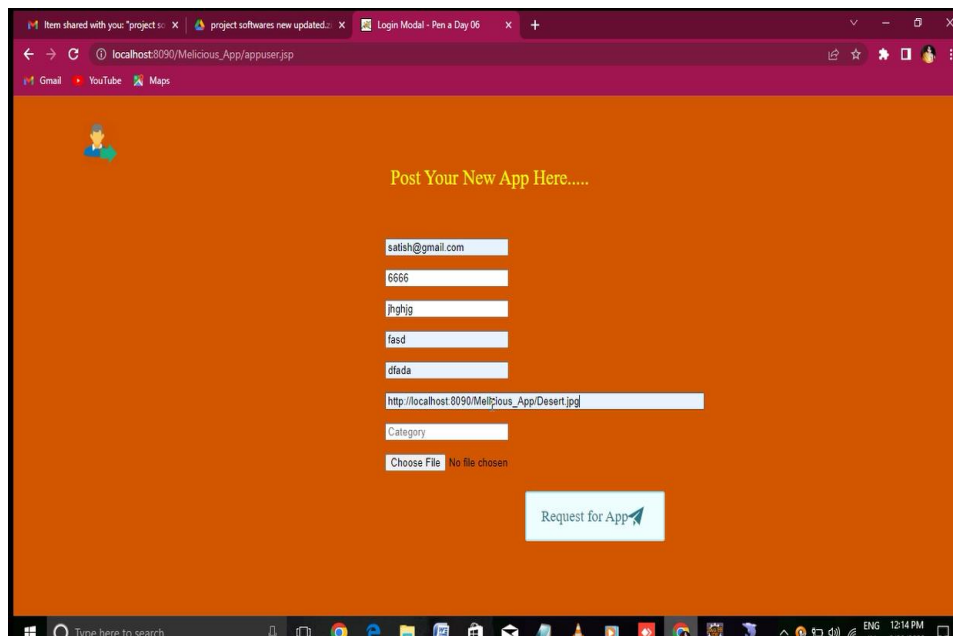 Item shared with you: "project so
project softwares new updated.z
Login Modal - Pen a Day 06
localhost:8090/Melicious_App/appuser.jsp
Gmail YouTube Maps
Post Your New App Here.....
satish@gmail.com
6666
jhghjg
fasd
dfada
http://localhost:8090/Melicious_App/Desert.jpg
Category
Choose File No file chosen
Request for App
Type here to search
ENG 12:14 PM